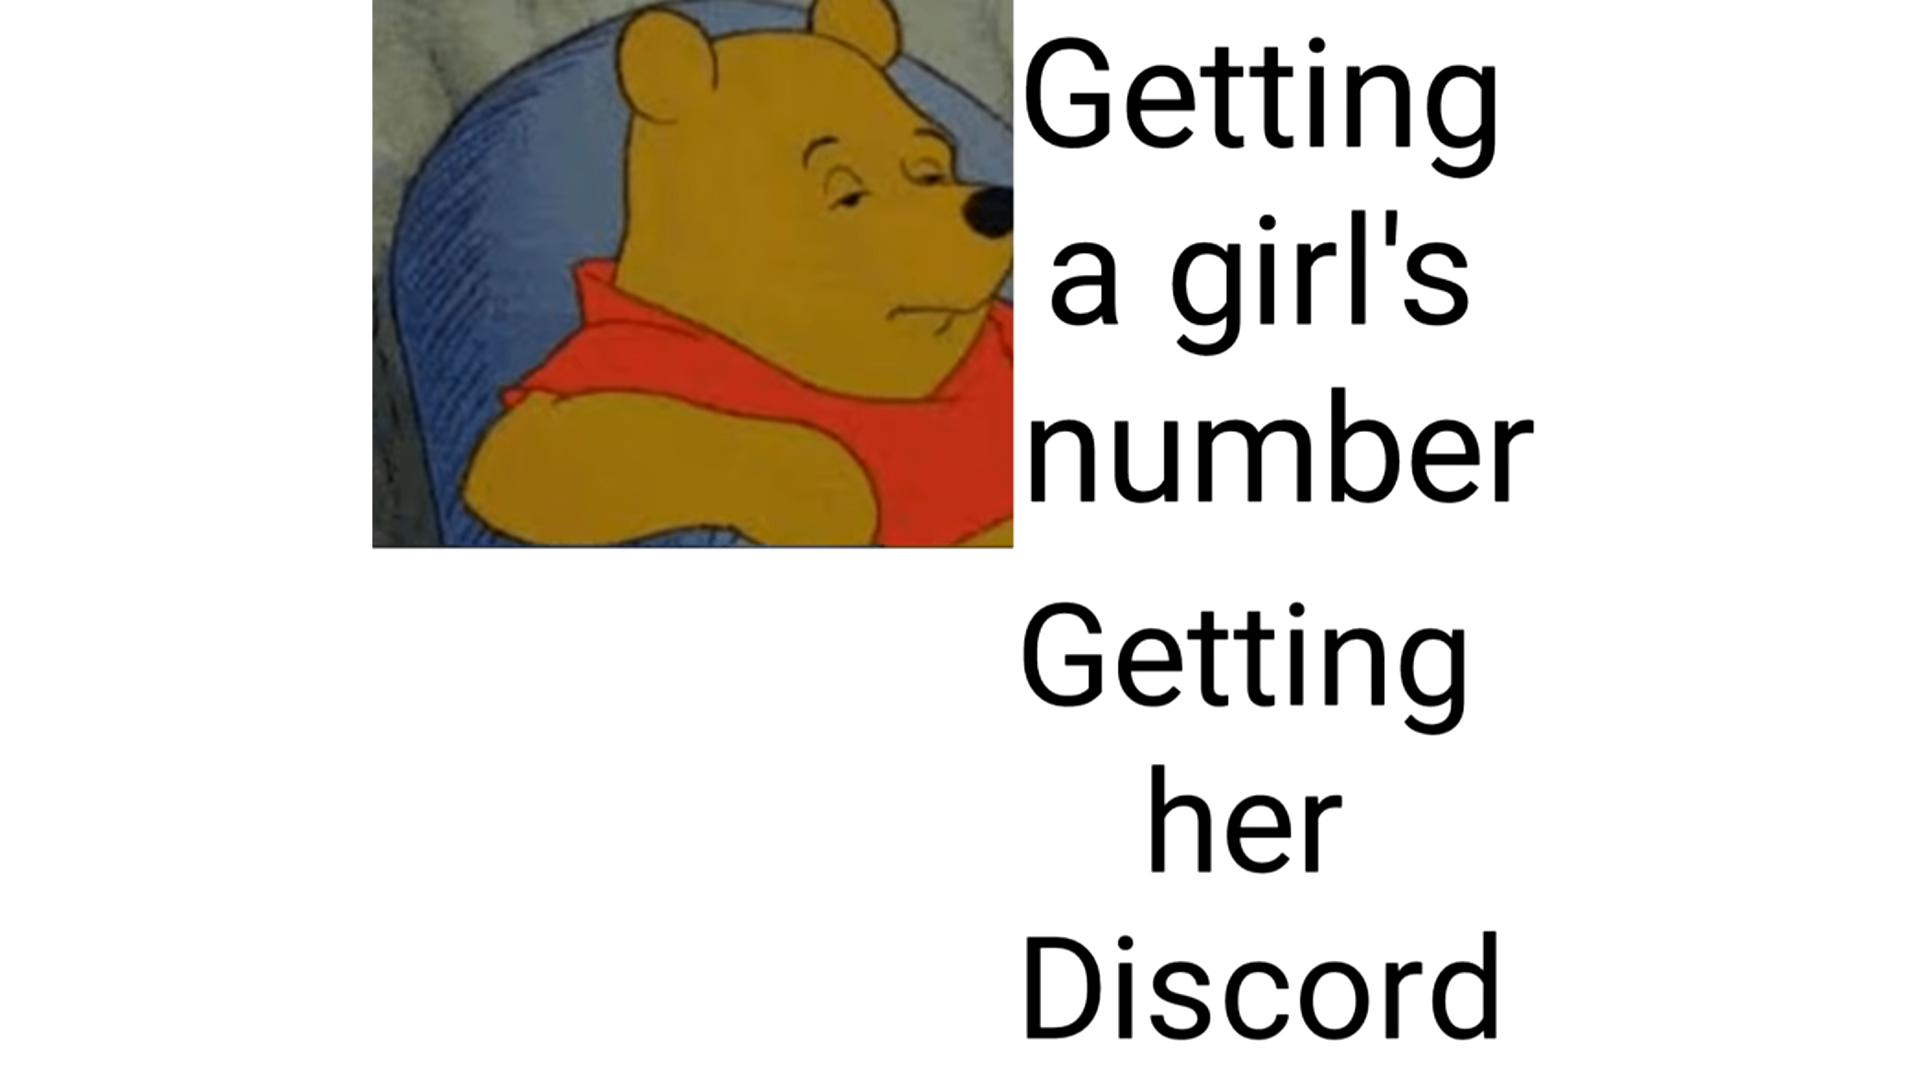 Getting
a girl's
number
Getting
her
Discord